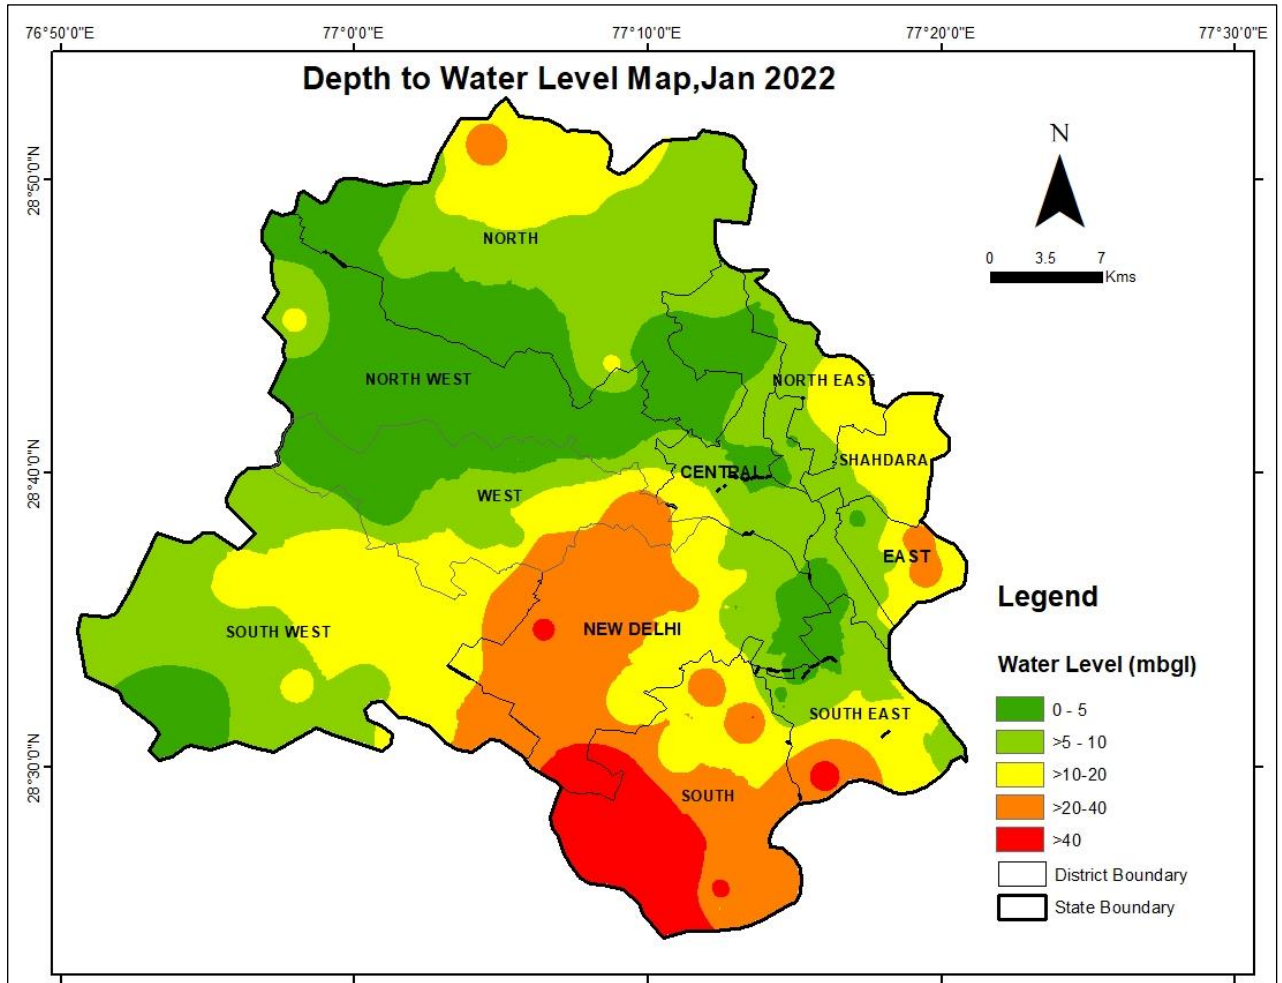 76°50'0"E 77°0'0"E 77°10'0"E 77°20'0"E 77°30'0"E
Depth to Water Level Map,Jan 2022
N
28°50'0"N
0 3.5 7
Kms
NORTH
NORTH WEST
NORTH EAST
28°40'0"N
SHAHDARA
CENTRAL
WEST
EAST
NEW DELHI
SOUTH WEST
SOUTH EAST
28°30'0"N
SOUTH
Legend
Water Level (mbgl)
0 - 5
>5 - 10
>10-20
>20-40
>40
District Boundary
State Boundary